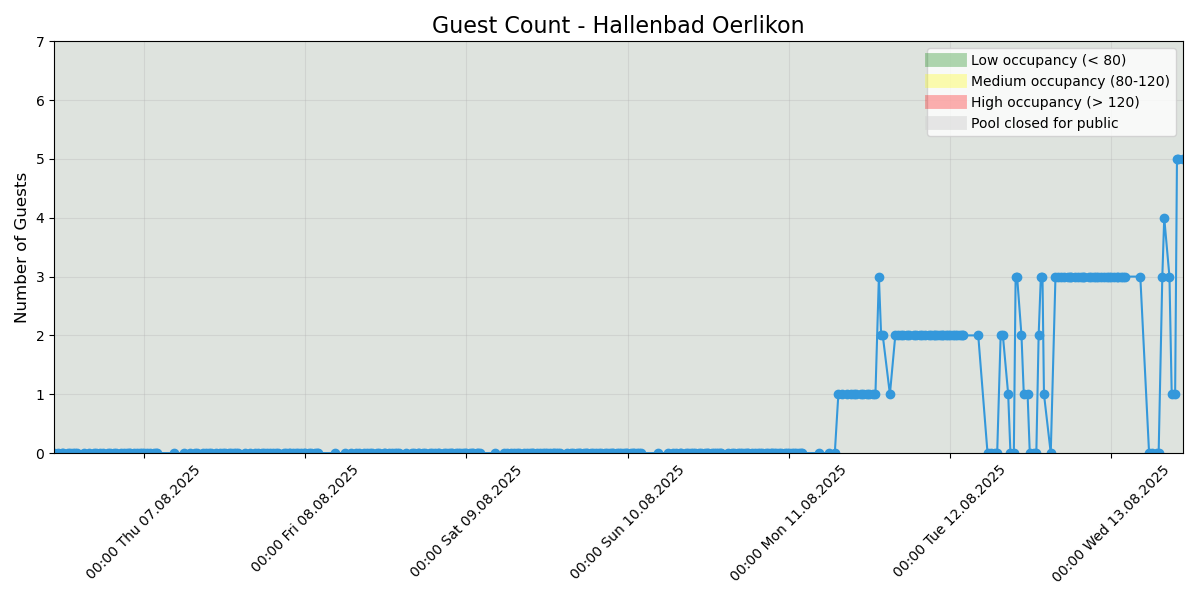 Guest Count - Hallenbad Oerlikon
Number of Guests
7
6
5
4
3
2
1
0
Low occupancy (< 80)
Medium occupancy (80-120)
High occupancy (> 120)
Pool closed for public
00:00 Thu 07.08.2025
00:00 Fri 08.08.2025
00:00 Sat 09.08.2025
00:00 Sun 10.08.2025
00:00 Mon 11.08.2025
00:00 Tue 12.08.2025
00:00 Wed 13.08.2025